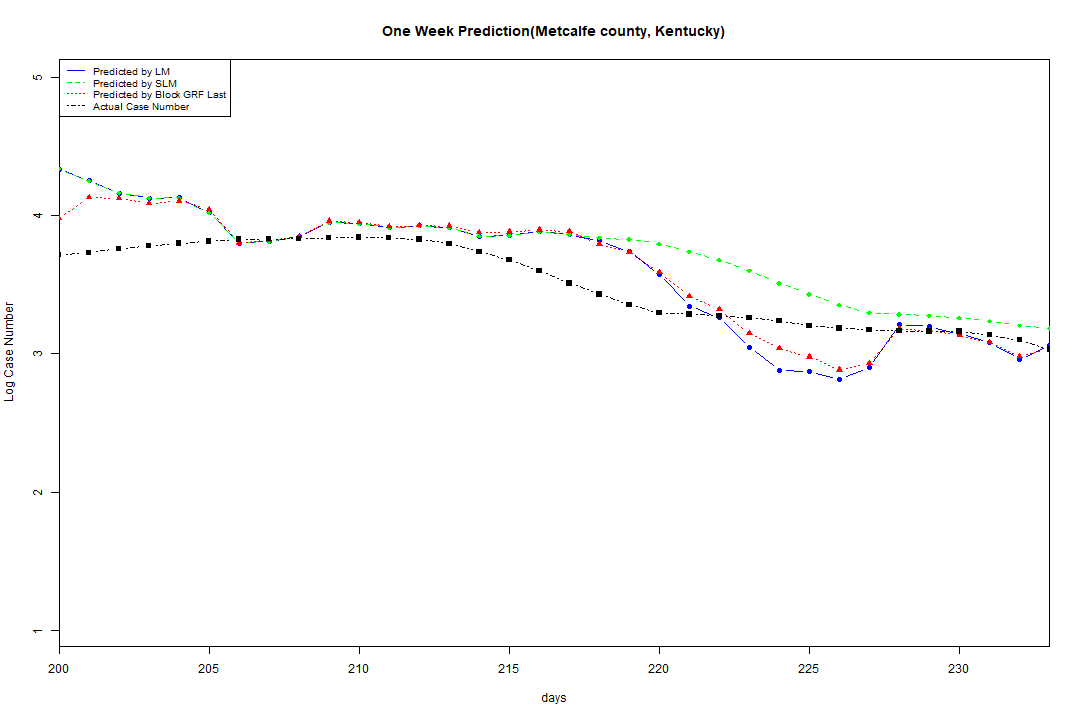 One Week Prediction(Metcalfe county, Kentucky)
Predicted by LM
Predicted by SLM
Predicted by Block GRF Last
Actual Case Number
5
4
3
2
1
Log Case Number
200 205 210 215 220 225 230
days